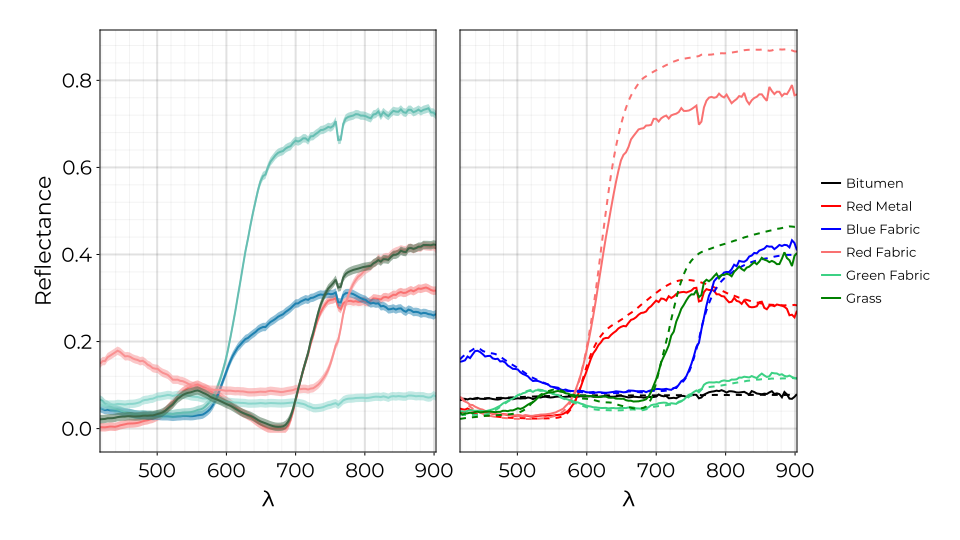 Reflectance
0.8
0.6
0.4
0.2
0.0
500 600 700 800 900
λ
500 600 700 800 900
λ
Bitumen
Red Metal
Blue Fabric
Red Fabric
Green Fabric
Grass